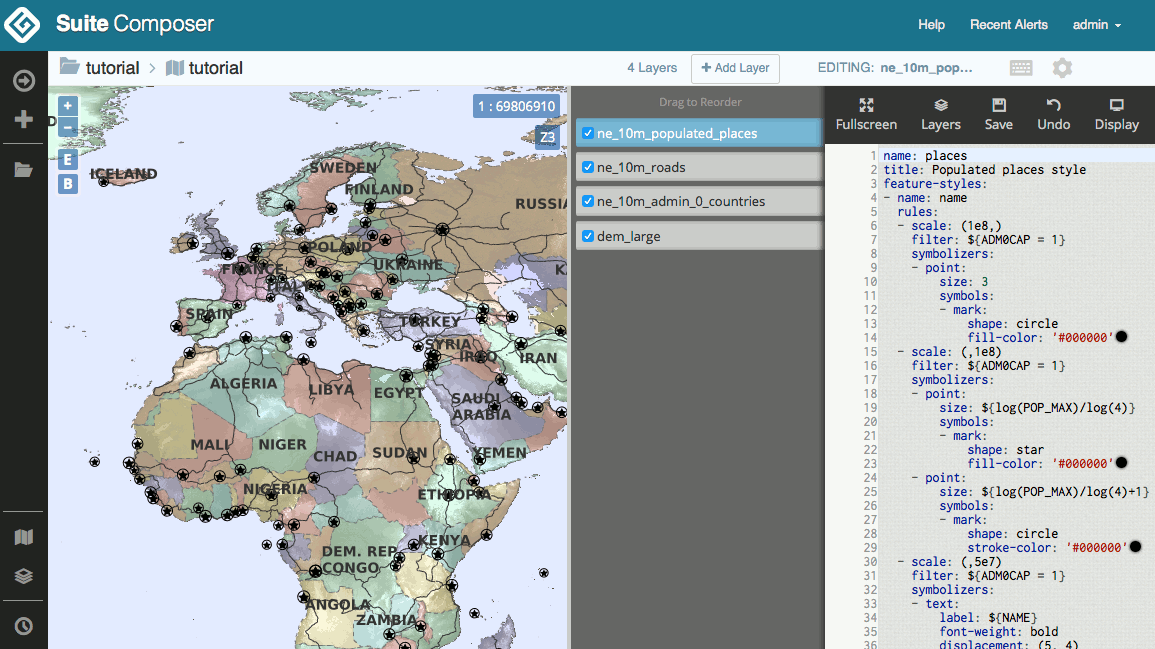 Suite Composer
Help Recent Alerts admin
tutorial > tutorial
4 Layers + Add Layer
EDITING: ne_10m_pop...
+
−
E
B
1 : 69806910
Z3
ICELAND
SWEDEN
FINLAND
RUSSIA
POLAND
UKRAINE
FRANCE
ITALY
SPAIN
TURKEY
SYRIA
IRAQ
IRAN
ALGERIA
LIBYA
EGYPT
SAUDI
ARABIA
MALI
NIGER
CHAD
SUDAN
YEMEN
NIGERIA
ETHIOPIA
KENYA
DEM. REP.
CONGO
ANGOLA
ZAMBIA
Drag to Reorder
ne_10m_populated_places
ne_10m_roads
ne_10m_admin_0_countries
dem_large
Fullscreen Layers Save Undo Display
1 name: places
2 title: Populated places style
3 feature-styles:
4 - name: name
5 rules:
6 - scale: (1e8,)
7 filter: ${ADM0CAP = 1}
8 symbolizers:
9 - point:
10 size: 3
11 symbols:
12 - mark:
13 shape: circle
14 fill-color: '#000000'
15 - scale: (,1e8)
16 filter: ${ADM0CAP = 1}
17 symbolizers:
18 - point:
19 size: ${log(POP_MAX)/log(4)}
20 symbols:
21 - mark:
22 shape: star
23 fill-color: '#000000'
24 - point:
25 size: ${log(POP_MAX)/log(4)+1}
26 symbols:
27 - mark:
28 shape: circle
29 stroke-color: '#000000'
30 - scale: (,5e7)
31 filter: ${ADM0CAP = 1}
32 symbolizers:
33 - text:
34 label: ${NAME}
35 font-weight: bold
36 displacement: (5, 4)